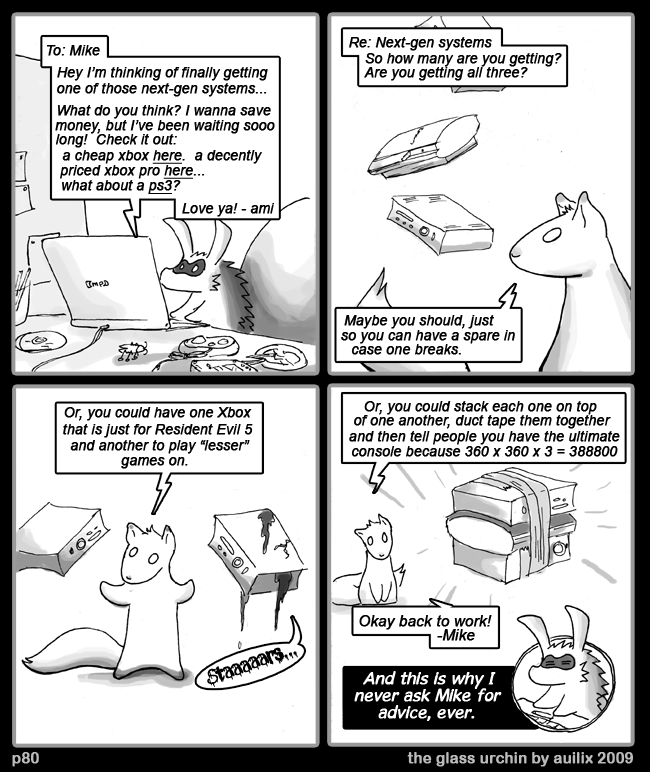 To: Mike
Hey I'm thinking of finally getting
one of those next-gen systems...
What do you think? I wanna save
money, but I've been waiting sooo
long! Check it out:
a cheap xbox here. a decently
priced xbox pro here...
what about a ps3?
Love ya! - ami
Re: Next-gen systems
So how many are you getting?
Are you getting all three?
Maybe you should, just
so you can have a spare in
case one breaks.
Or, you could have one Xbox
that is just for Resident Evil 5
and another to play “lesser”
games on.
Staaaaars...
Or, you could stack each one on top
of one another, duct tape them together
and then tell people you have the ultimate
console because 360 x 360 x 3 = 388800
Okay back to work!
-Mike
And this is why I
never ask Mike for
advice, ever.
p80
the glass urchin by auilix 2009